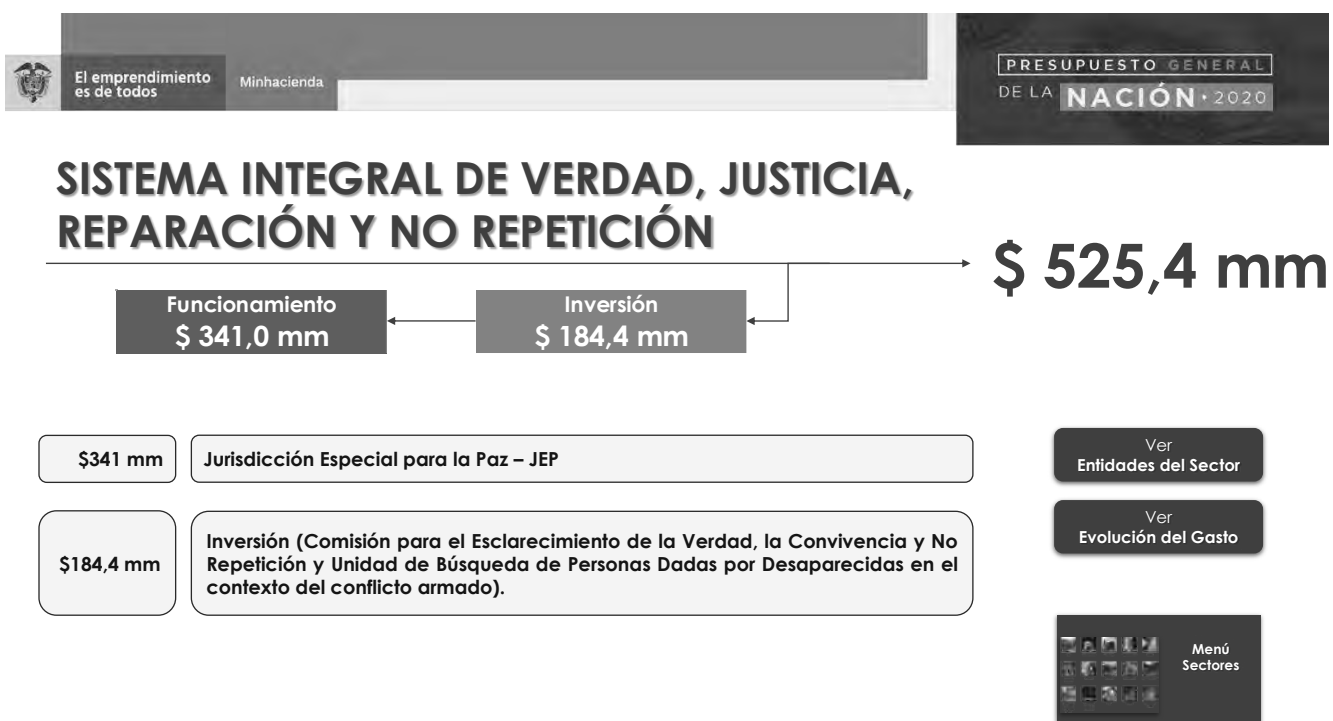 El emprendimiento
es de todos
Minhacienda
PRESUPUESTO GENERAL
DE LA NACIÓN · 2020
SISTEMA INTEGRAL DE VERDAD, JUSTICIA,
REPARACIÓN Y NO REPETICIÓN
$ 525,4 mm
Funcionamiento
$ 341,0 mm
Inversión
$ 184,4 mm
$341 mm
Jurisdicción Especial para la Paz – JEP
$184,4 mm
Inversión (Comisión para el Esclarecimiento de la Verdad, la Convivencia y No
Repetición y Unidad de Búsqueda de Personas Dadas por Desaparecidas en el
contexto del conflicto armado).
Ver
Entidades del Sector
Ver
Evolución del Gasto
Menú
Sectores